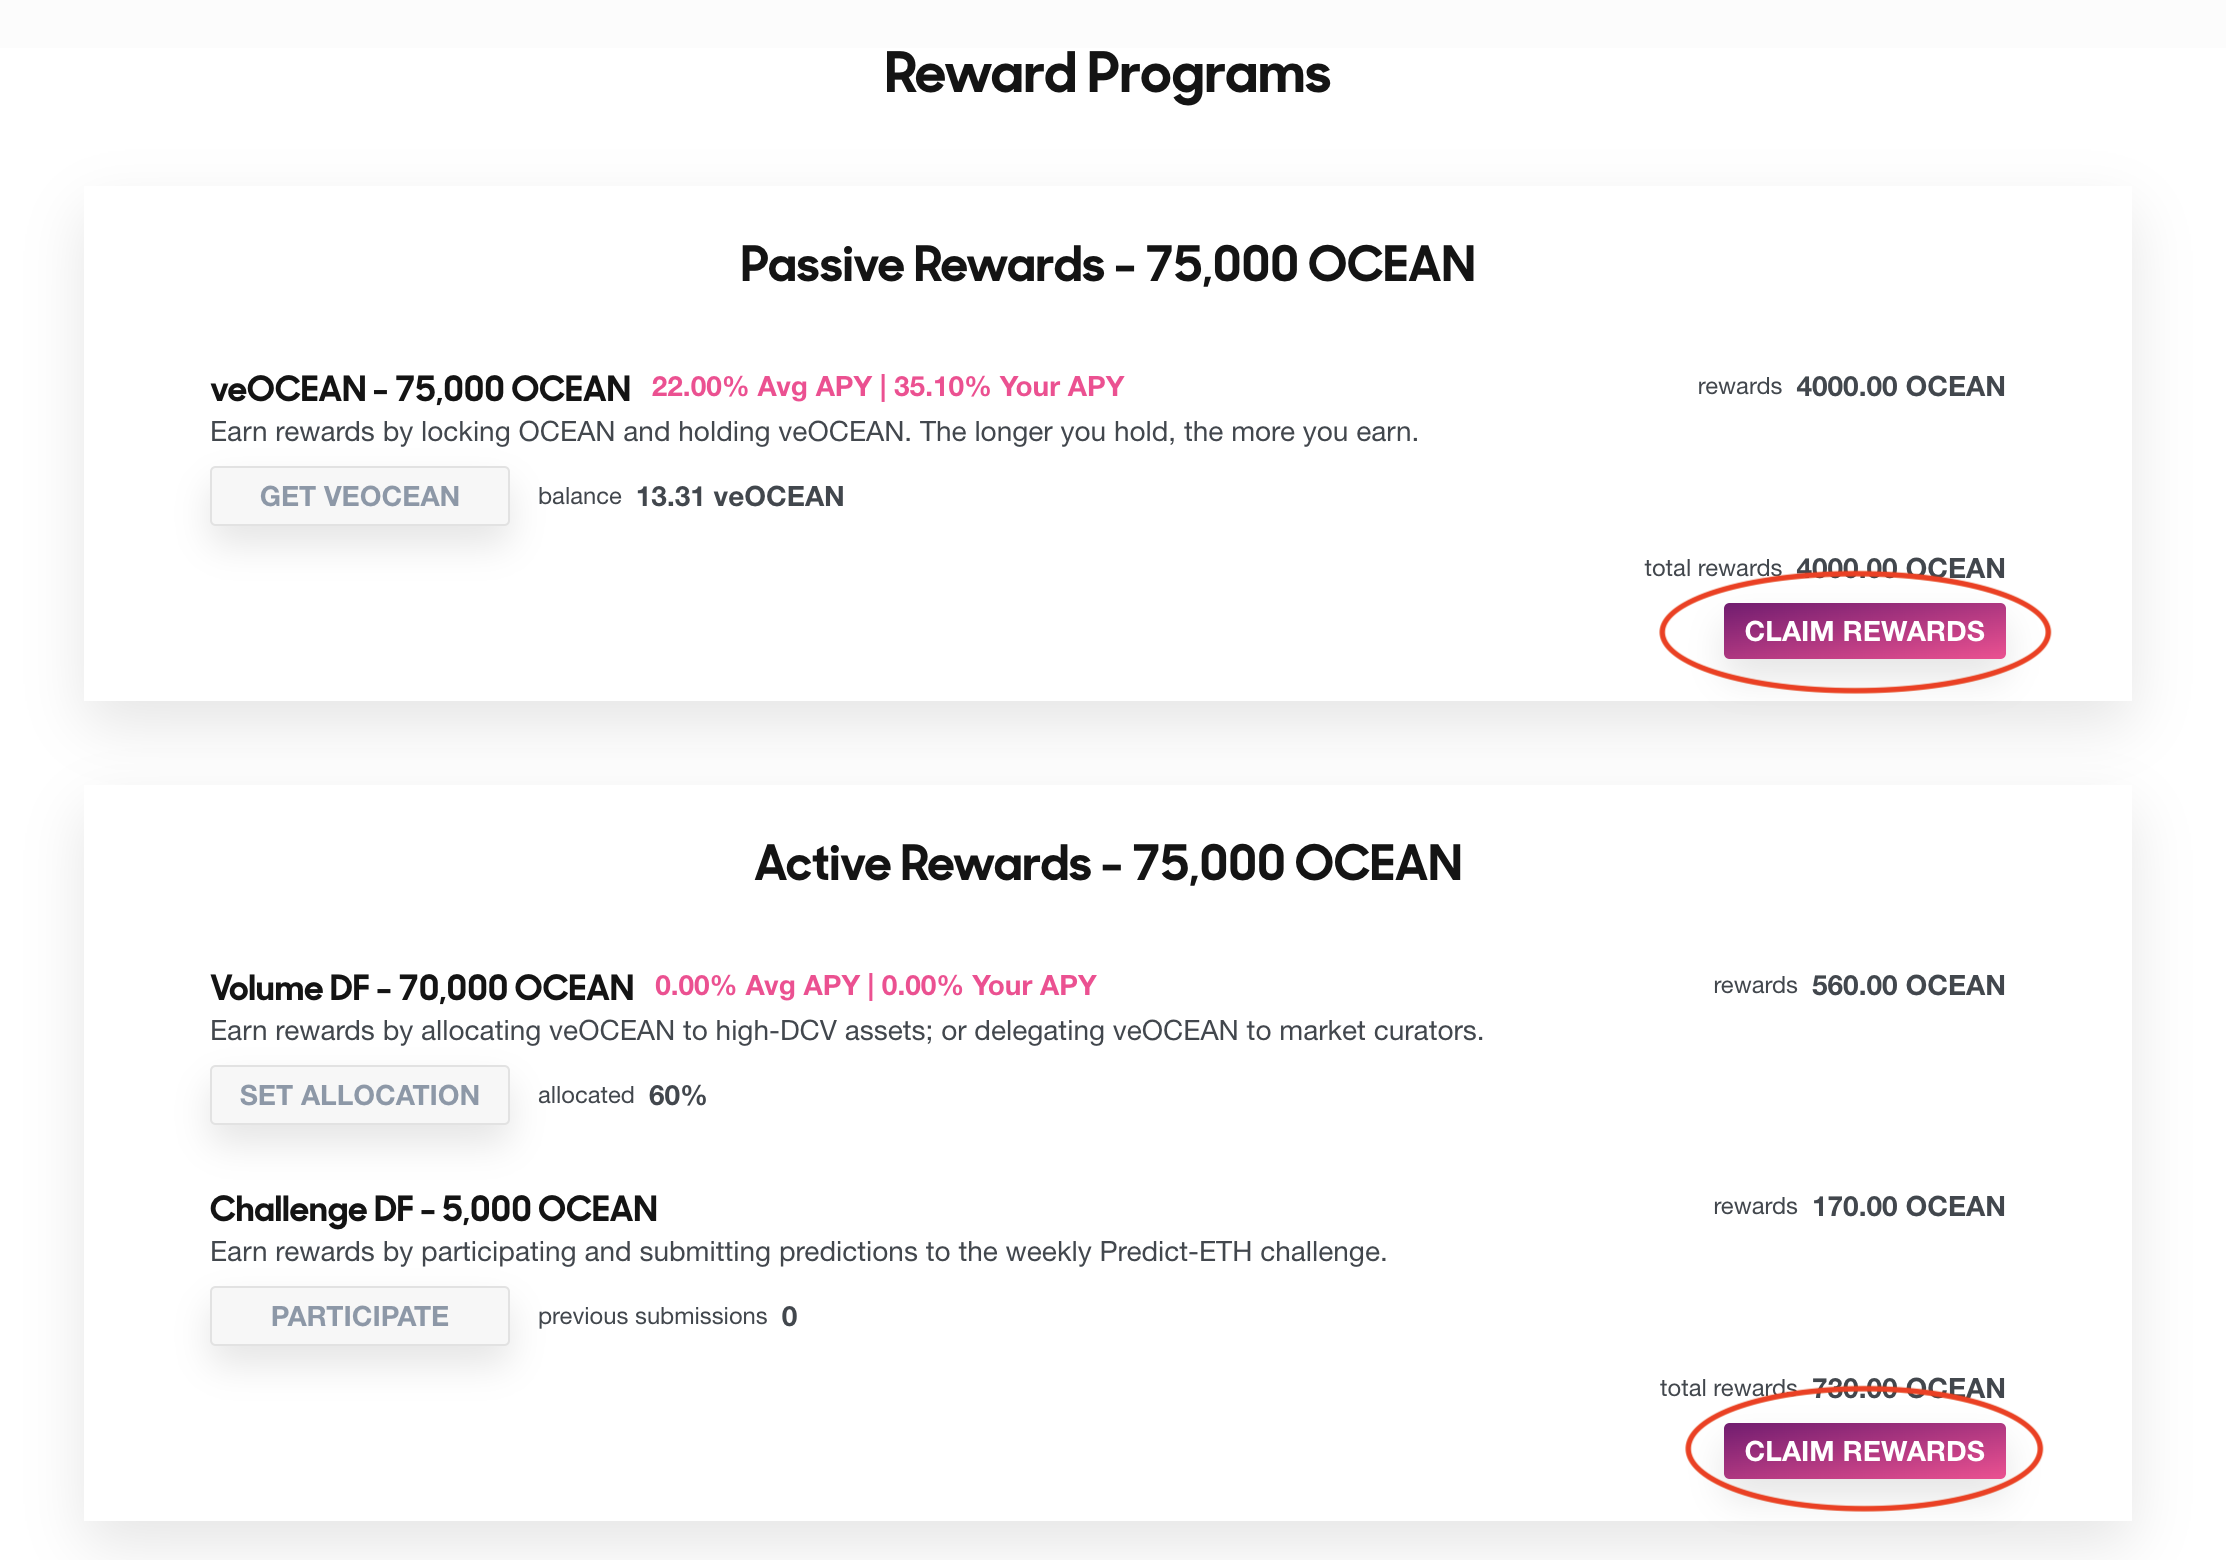 Reward Programs
Passive Rewards - 75,000 OCEAN
veOCEAN - 75,000 OCEAN 22.00% Avg APY | 35.10% Your APY rewards 4000.00 OCEAN
Earn rewards by locking OCEAN and holding veOCEAN. The longer you hold, the more you earn.
GET VEOCEAN balance 13.31 veOCEAN
total rewards 4000.00 OCEAN
CLAIM REWARDS
Active Rewards - 75,000 OCEAN
Volume DF - 70,000 OCEAN 0.00% Avg APY | 0.00% Your APY rewards 560.00 OCEAN
Earn rewards by allocating veOCEAN to high-DCV assets; or delegating veOCEAN to market curators.
SET ALLOCATION allocated 60%
Challenge DF - 5,000 OCEAN rewards 170.00 OCEAN
Earn rewards by participating and submitting predictions to the weekly Predict-ETH challenge.
PARTICIPATE previous submissions 0
total rewards 730.00 OCEAN
CLAIM REWARDS